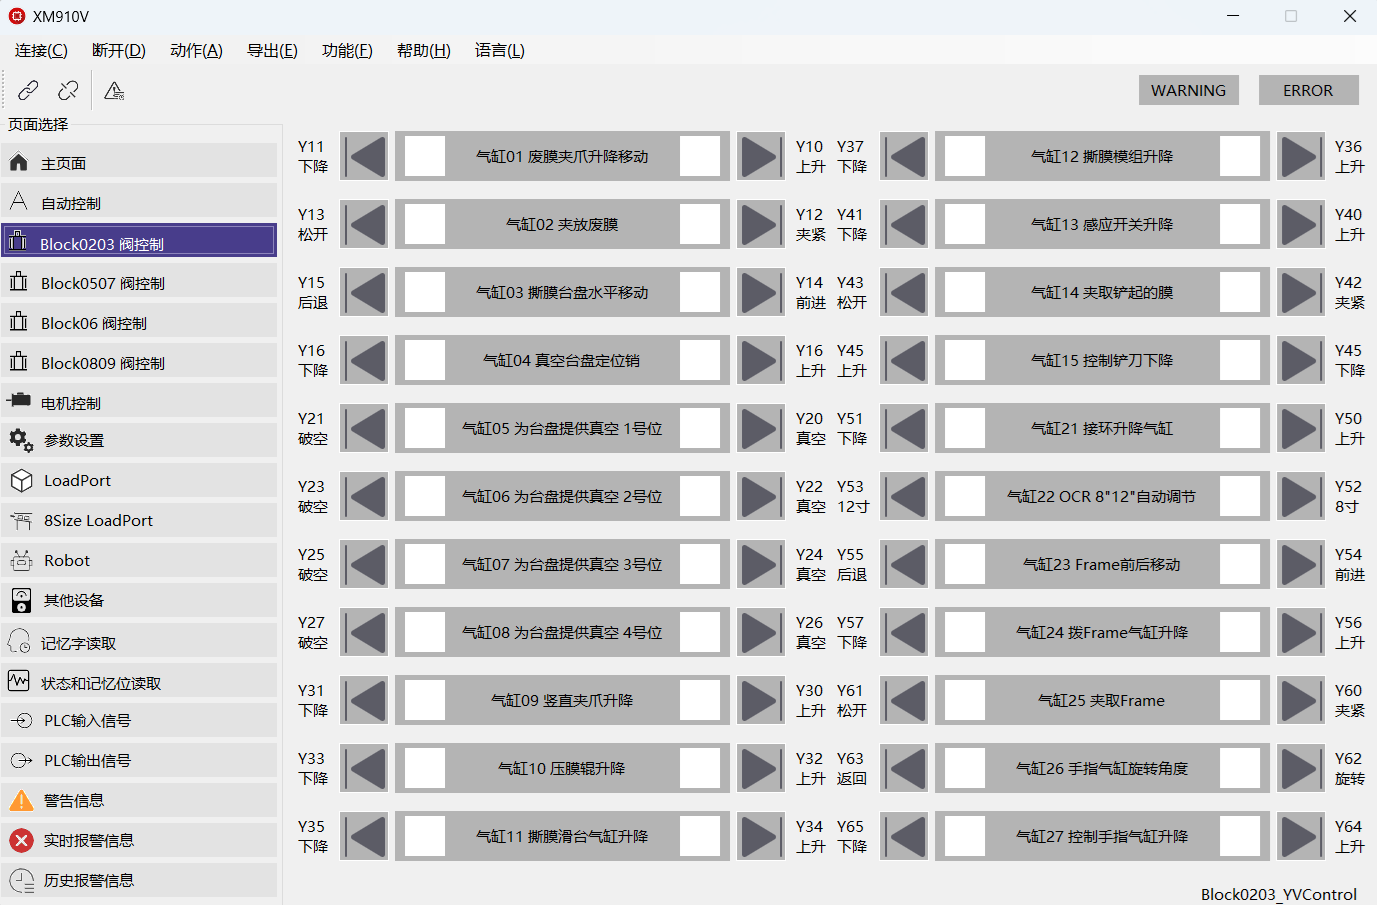 XM910V
连接(C) 断开(D) 动作(A) 导出(E) 功能(F) 帮助(H) 语言(L)
WARNING ERROR
页面选择
主页面
自动控制
Block0203 阀控制
Block0507 阀控制
Block06 阀控制
Block0809 阀控制
电机控制
参数设置
LoadPort
8Size LoadPort
Robot
其他设备
记忆字读取
状态和记忆位读取
PLC输入信号
PLC输出信号
警告信息
实时报警信息
历史报警信息
Y11 下降 气缸01 废膜夹爪升降移动 Y10 上升
Y13 松开 气缸02 夹放废膜 Y12 夹紧
Y15 后退 气缸03 撕膜台盘水平移动 Y14 前进
Y16 下降 气缸04 真空台盘定位销 Y16 上升
Y21 破空 气缸05 为台盘提供真空 1号位 Y20 真空
Y23 破空 气缸06 为台盘提供真空 2号位 Y22 真空
Y25 破空 气缸07 为台盘提供真空 3号位 Y24 真空
Y27 破空 气缸08 为台盘提供真空 4号位 Y26 真空
Y31 下降 气缸09 竖直夹爪升降 Y30 上升
Y33 下降 气缸10 压膜辊升降 Y32 上升
Y35 下降 气缸11 撕膜滑台气缸升降 Y34 上升
Y37 下降 气缸12 撕膜模组升降 Y36 上升
Y41 下降 气缸13 感应开关升降 Y40 上升
Y43 松开 气缸14 夹取铲起的膜 Y42 夹紧
Y45 上升 气缸15 控制铲刀下降 Y45 下降
Y51 下降 气缸21 接环升降气缸 Y50 上升
Y53 12寸 气缸22 OCR 8"12"自动调节 Y52 8寸
Y55 后退 气缸23 Frame前后移动 Y54 前进
Y57 下降 气缸24 拨Frame气缸升降 Y56 上升
Y61 松开 气缸25 夹取Frame Y60 夹紧
Y63 返回 气缸26 手指气缸旋转角度 Y62 旋转
Y65 下降 气缸27 控制手指气缸升降 Y64 上升
Block0203_YVControl